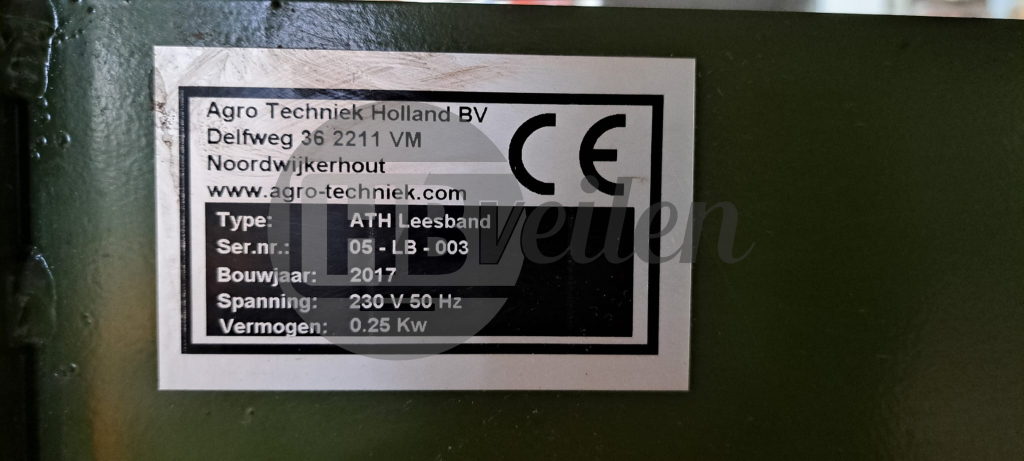 Agro Techniek Holland BV
Delfweg 36 2211 VM
Noordwijkerhout
www.agro-techniek.com
CE
Type: ATH Leesband
Ser.nr.: 05 - LB - 003
Bouwjaar: 2017
Spanning: 230 V 50 Hz
Vermogen: 0.25 Kw
veilen